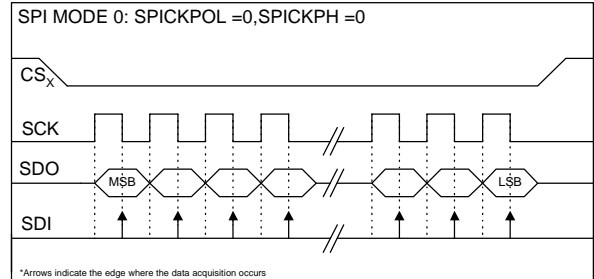 SPI MODE 0: SPICKPOL =0,SPICKPH =0
CSX
SCK
SDO
MSB
LSB
SDI
*Arrows indicate the edge where the data acquisition occurs